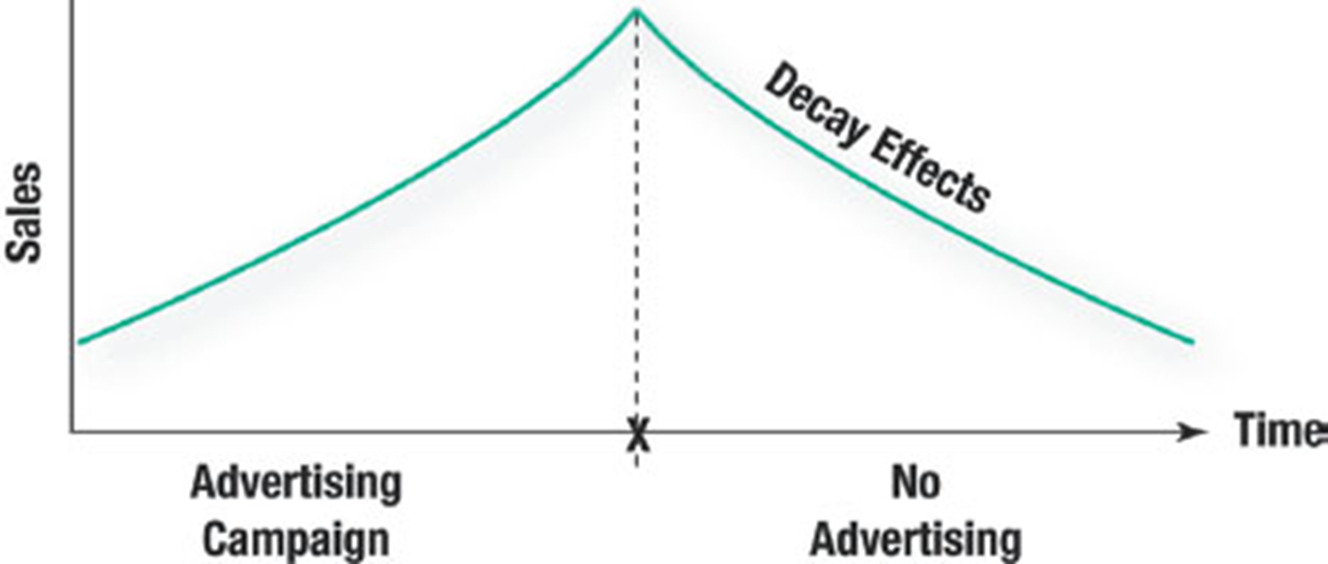 Sales
Decay Effects
X
Time
Advertising
Campaign
No
Advertising